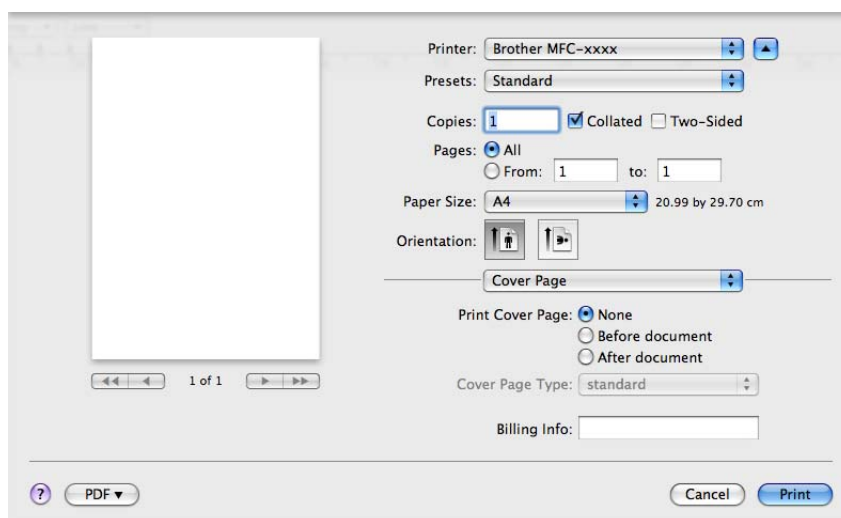 Printer: Brother MFC-xxxx
Presets: Standard
Copies: 1 Collated Two-Sided
Pages: All
From: 1 to: 1
Paper Size: A4 20.99 by 29.70 cm
Orientation:
Cover Page
Print Cover Page: None
Before document
After document
Cover Page Type: standard
Billing Info:
1 of 1
? PDF Cancel Print